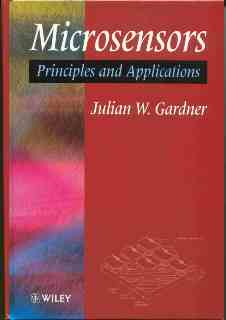 Microsensors
Principles and Applications
Julian W. Gardner
WILEY